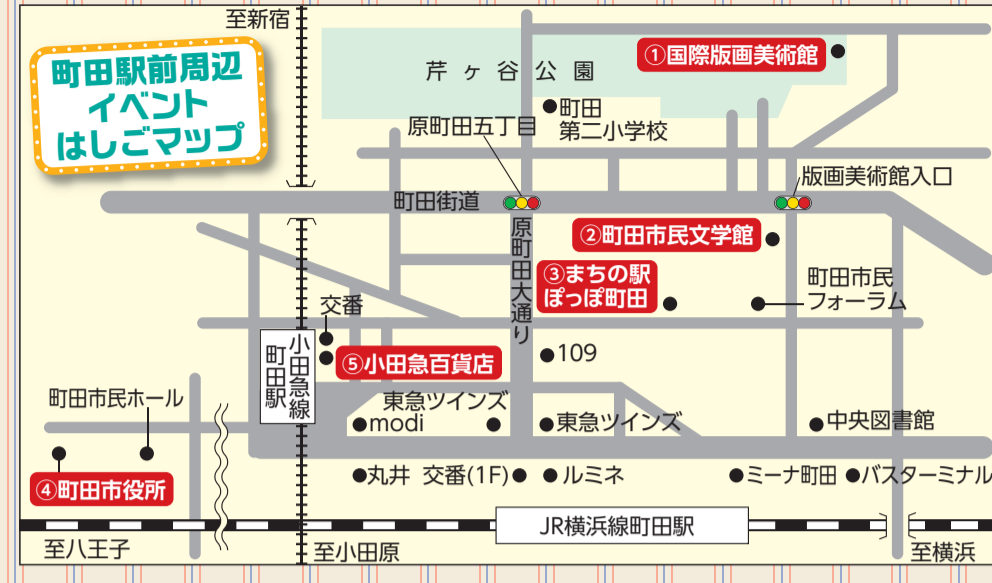 至新宿
町田駅前周辺
イベント
はしごマップ
①国際版画美術館
芹ヶ谷公園
町田
第二小学校
原町田五丁目
版画美術館入口
町田街道
原町田大通り
②町田市民文学館
③まちの駅
ぽっぽ町田
町田市民
フォーラム
交番
小田急線
町田駅
⑤小田急百貨店
109
町田市民ホール
東急ツインズ
modi
東急ツインズ
中央図書館
④町田市役所
丸井
交番(1F)
ルミネ
ミーナ町田
バスターミナル
JR横浜線町田駅
至八王子
至小田原
至横浜